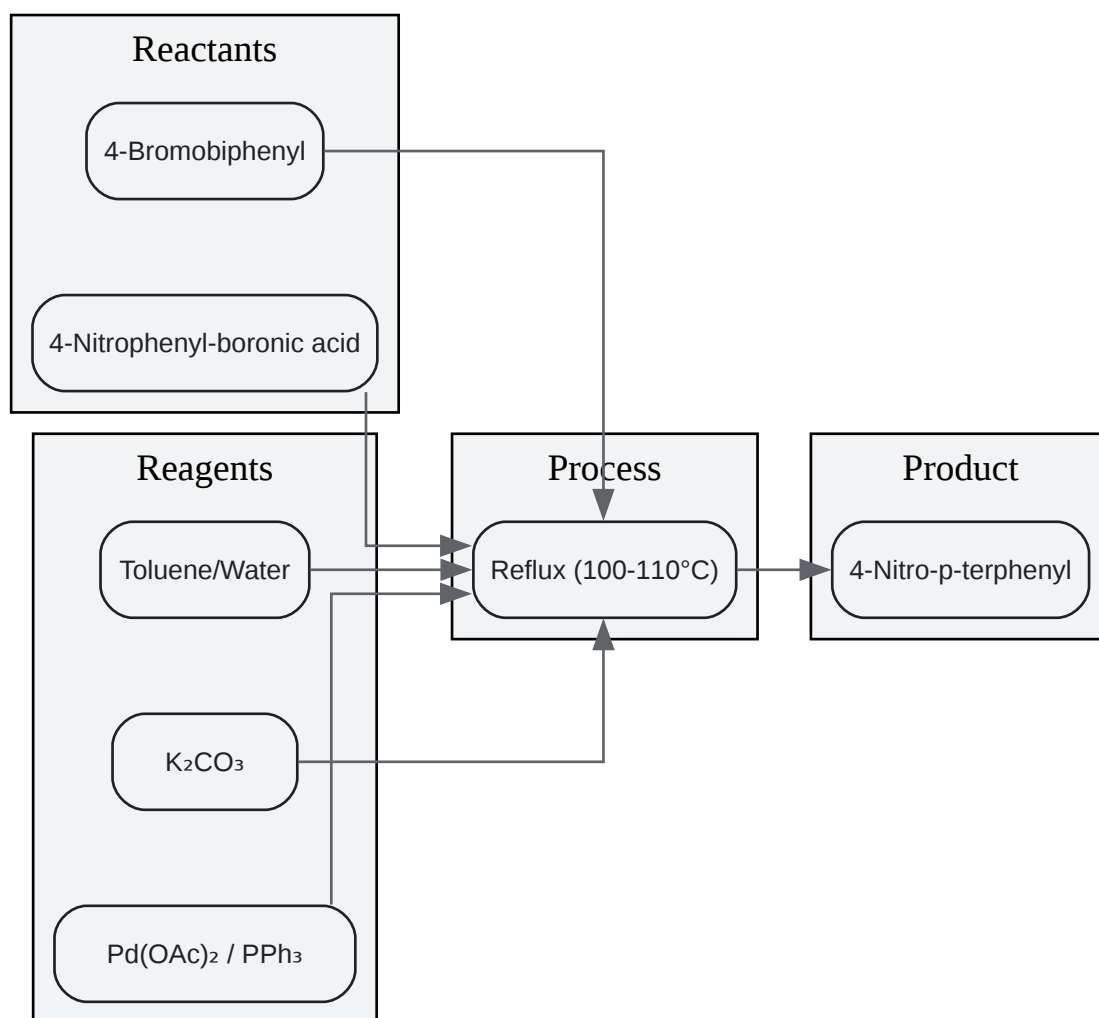 Reactants
4-Bromobiphenyl
4-Nitrophenyl-boronic acid
Reagents
Toluene/Water
K₂CO₃
Pd(OAc)₂ / PPh₃
Process
Reflux (100-110°C)
Product
4-Nitro-p-terphenyl